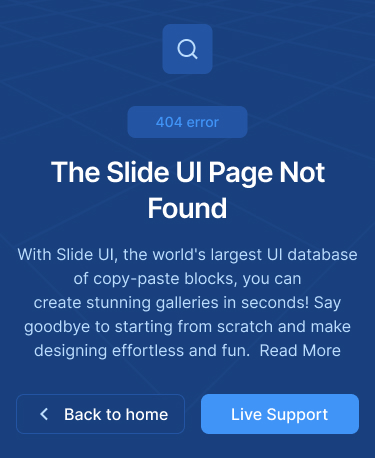 404 error
The Slide UI Page Not
Found
With Slide UI, the world's largest UI database
of copy-paste blocks, you can
create stunning galleries in seconds! Say
goodbye to starting from scratch and make
designing effortless and fun.  Read More
Back to home
Live Support